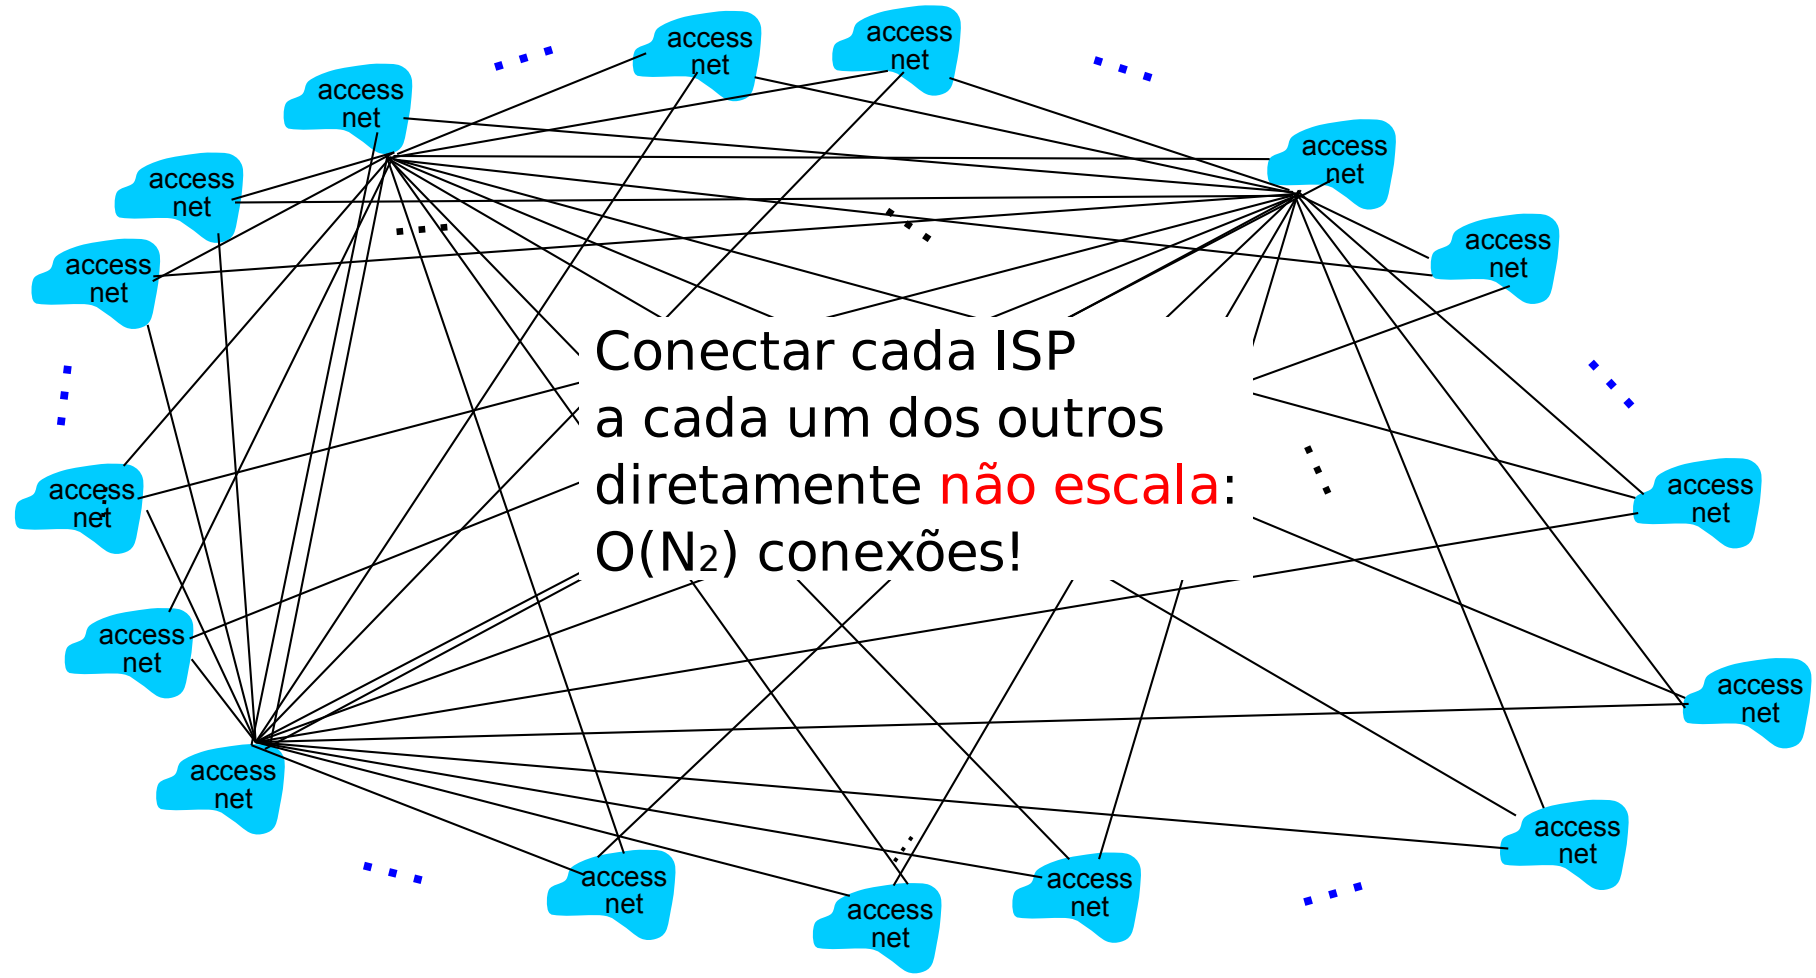 access
net
access
net
access
net
access
net
access
net
access
net
access
net
Conectar cada ISP
a cada um dos outros
diretamente não escala:
O(N2) conexões!
access
net
access
net
access
net
access
net
access
net
access
net
access
net
access
net
access
net